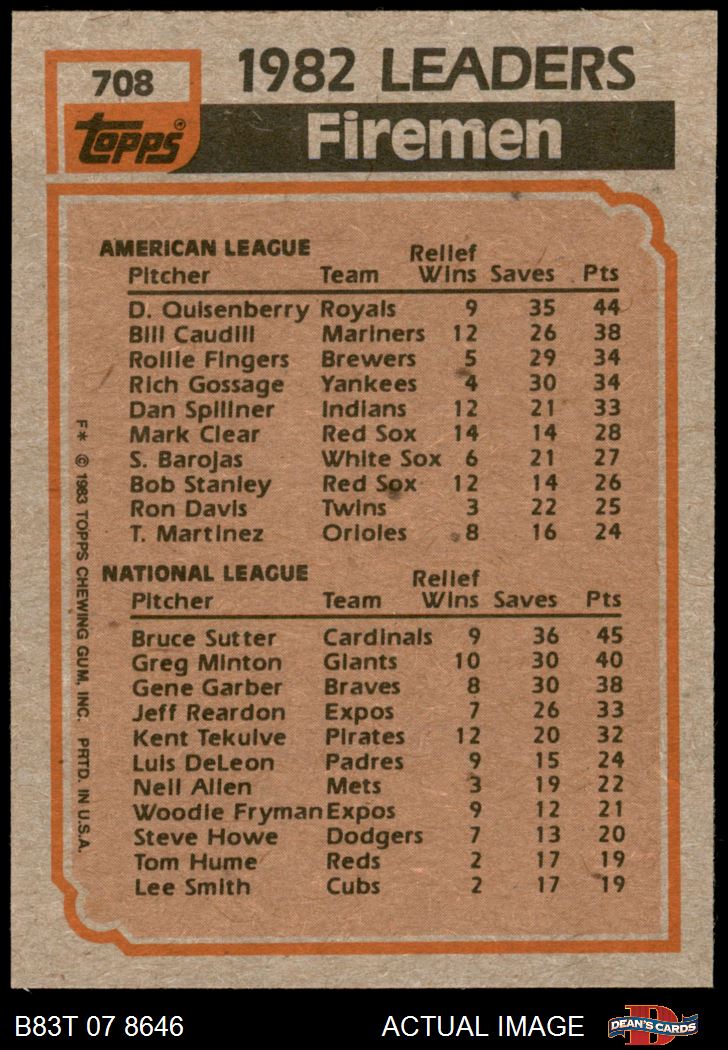 708
1982 LEADERS
Topps
Firemen
AMERICAN LEAGUE
Relief
Pitcher Team Wins Saves Pts
D. Quisenberry Royals 9 35 44
Bill Caudill Mariners 12 26 38
Rollie Fingers Brewers 5 29 34
Rich Gossage Yankees 4 30 34
Dan Spillner Indians 12 21 33
Mark Clear Red Sox 14 14 28
S. Barojas White Sox 6 21 27
Bob Stanley Red Sox 12 14 26
Ron Davis Twins 3 22 25
T. Martinez Orioles 8 16 24
NATIONAL LEAGUE
Relief
Pitcher Team Wins Saves Pts
Bruce Sutter Cardinals 9 36 45
Greg Minton Giants 10 30 40
Gene Garber Braves 8 30 38
Jeff Reardon Expos 7 26 33
Kent Tekulve Pirates 12 20 32
Luis DeLeon Padres 9 15 24
Neil Allen Mets 3 19 22
Woodie Fryman Expos 9 12 21
Steve Howe Dodgers 7 13 20
Tom Hume Reds 2 17 19
Lee Smith Cubs 2 17 19
F* © 1983 TOPPS CHEWING GUM, INC. PRTD. IN U.S.A.
B83T 07 8646
ACTUAL IMAGE
D
DEAN'S CARDS